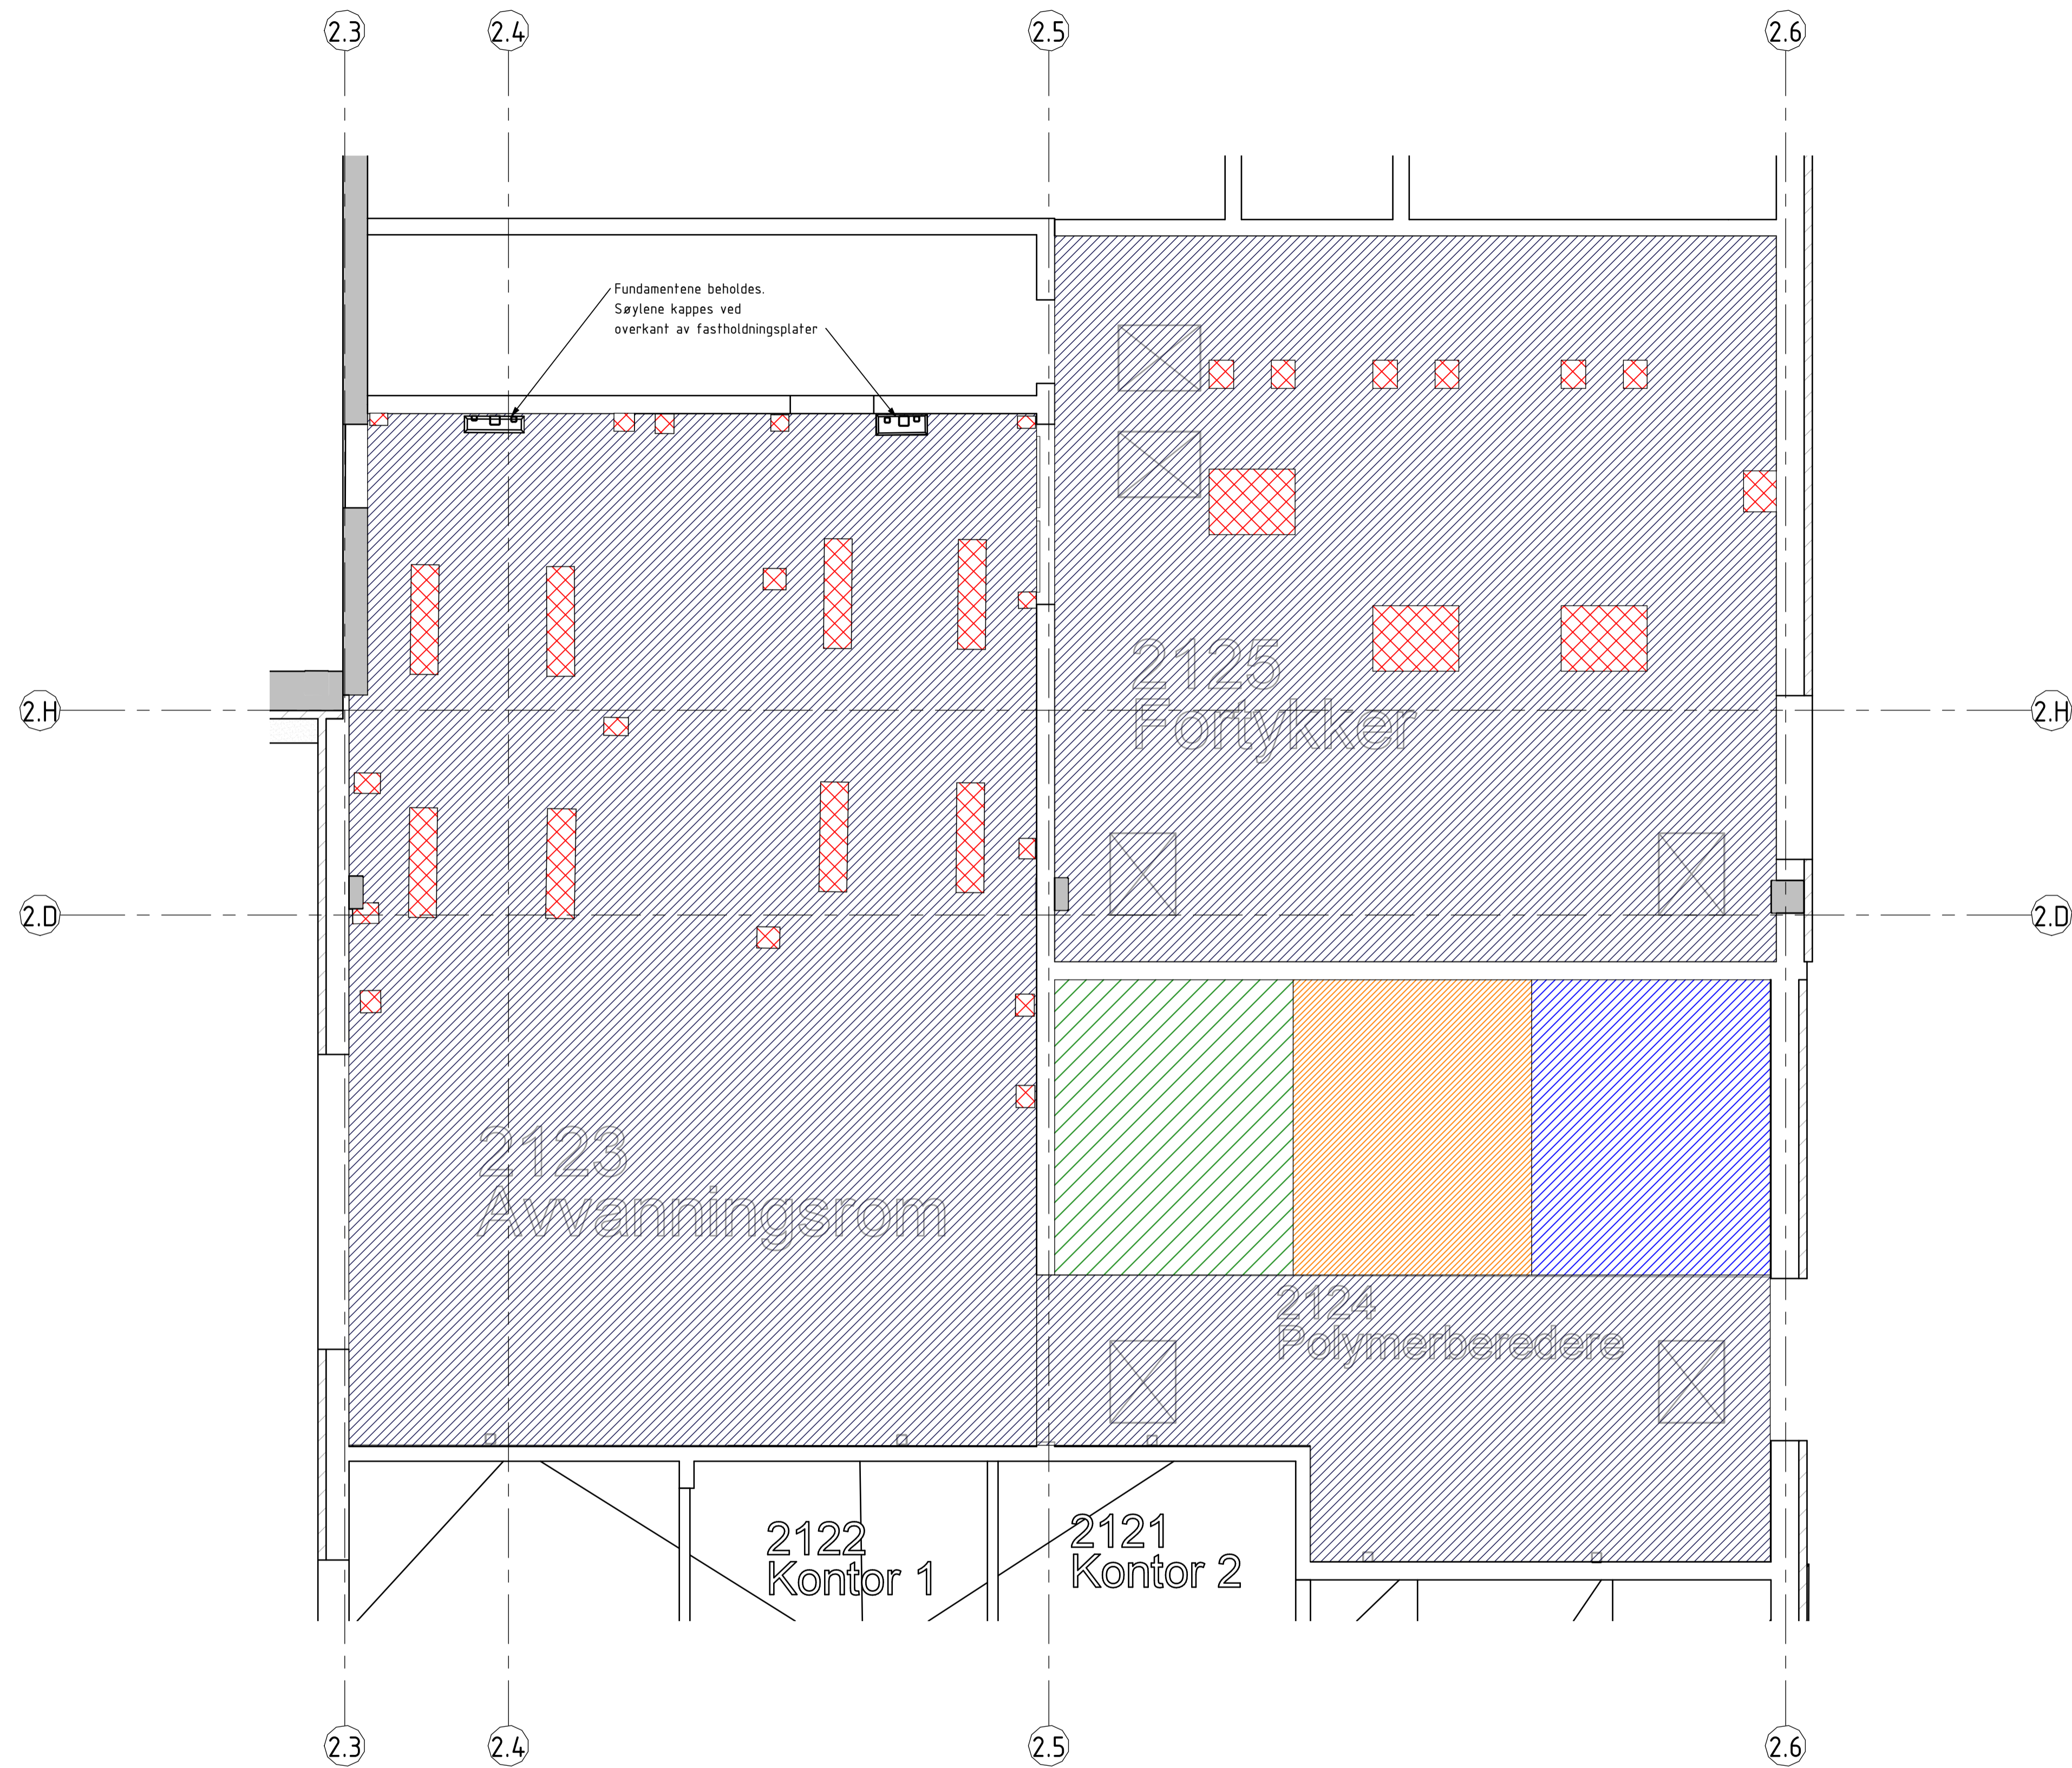 2.3
2.4
2.5
2.6
Fundamentene beholdes.
Søylene kappes ved
overkant av fastholdningsplater
2125
Fortykker
2.H
2.H
2.D
2.D
2123
Avvanningsrom
2124
Polymerberedere
2122
Kontor 1
2121
Kontor 2
2.3
2.4
2.5
2.6